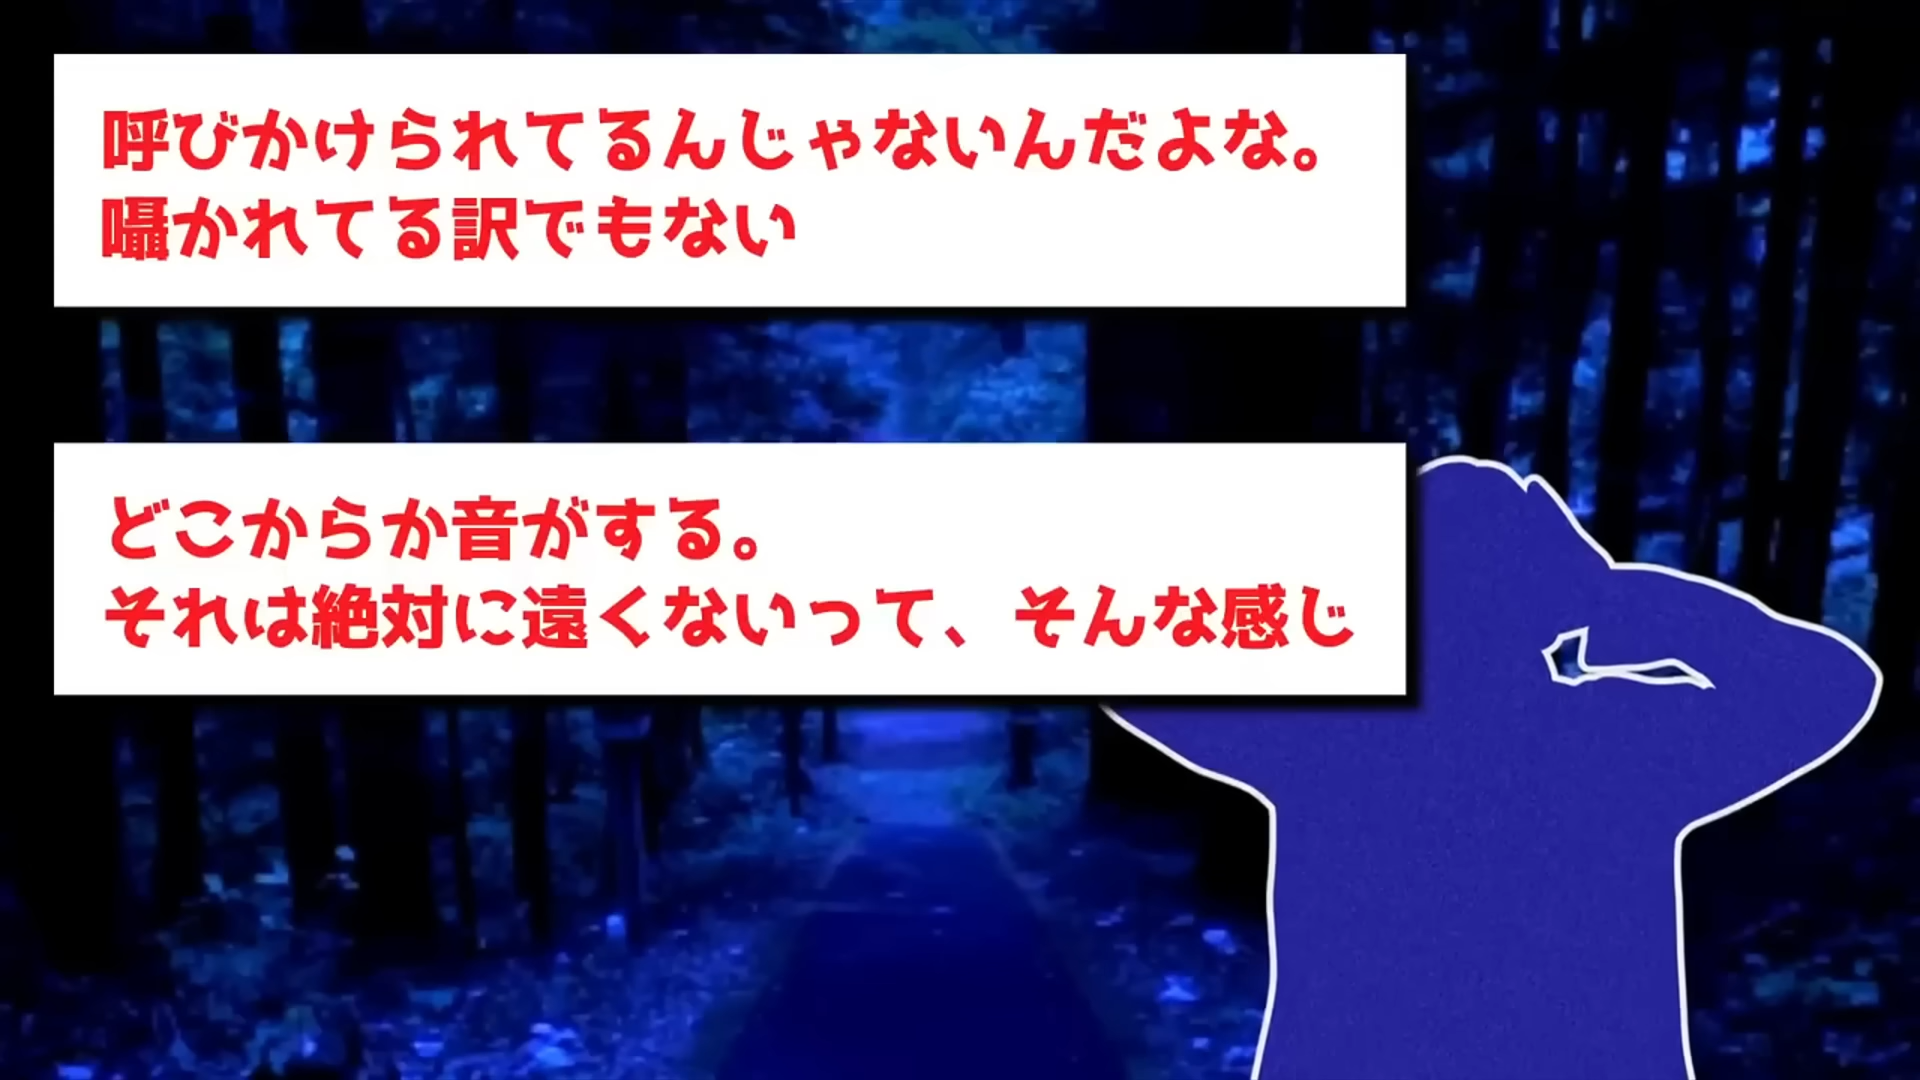 呼びかけられてるんじゃないんだよな。
囁かれてる訳でもない
どこからか音がする。
それは絶対に遠くないって、そんな感じ